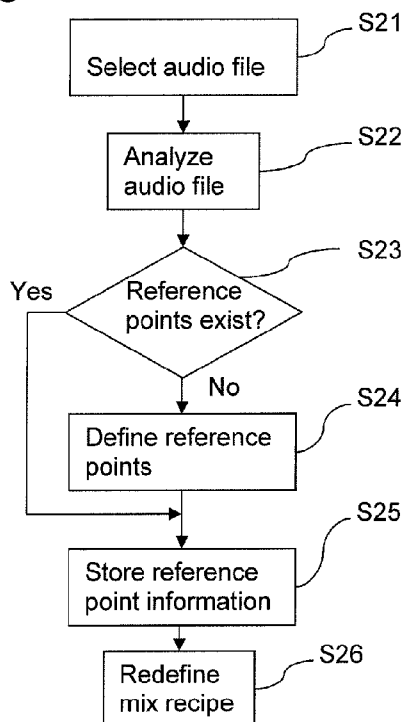 S21
Select audio file
S22
Analyze
audio file
S23
Yes
Reference
points exist?
No
S24
Define reference
points
S25
Store reference
point information
S26
Redefine
mix recipe